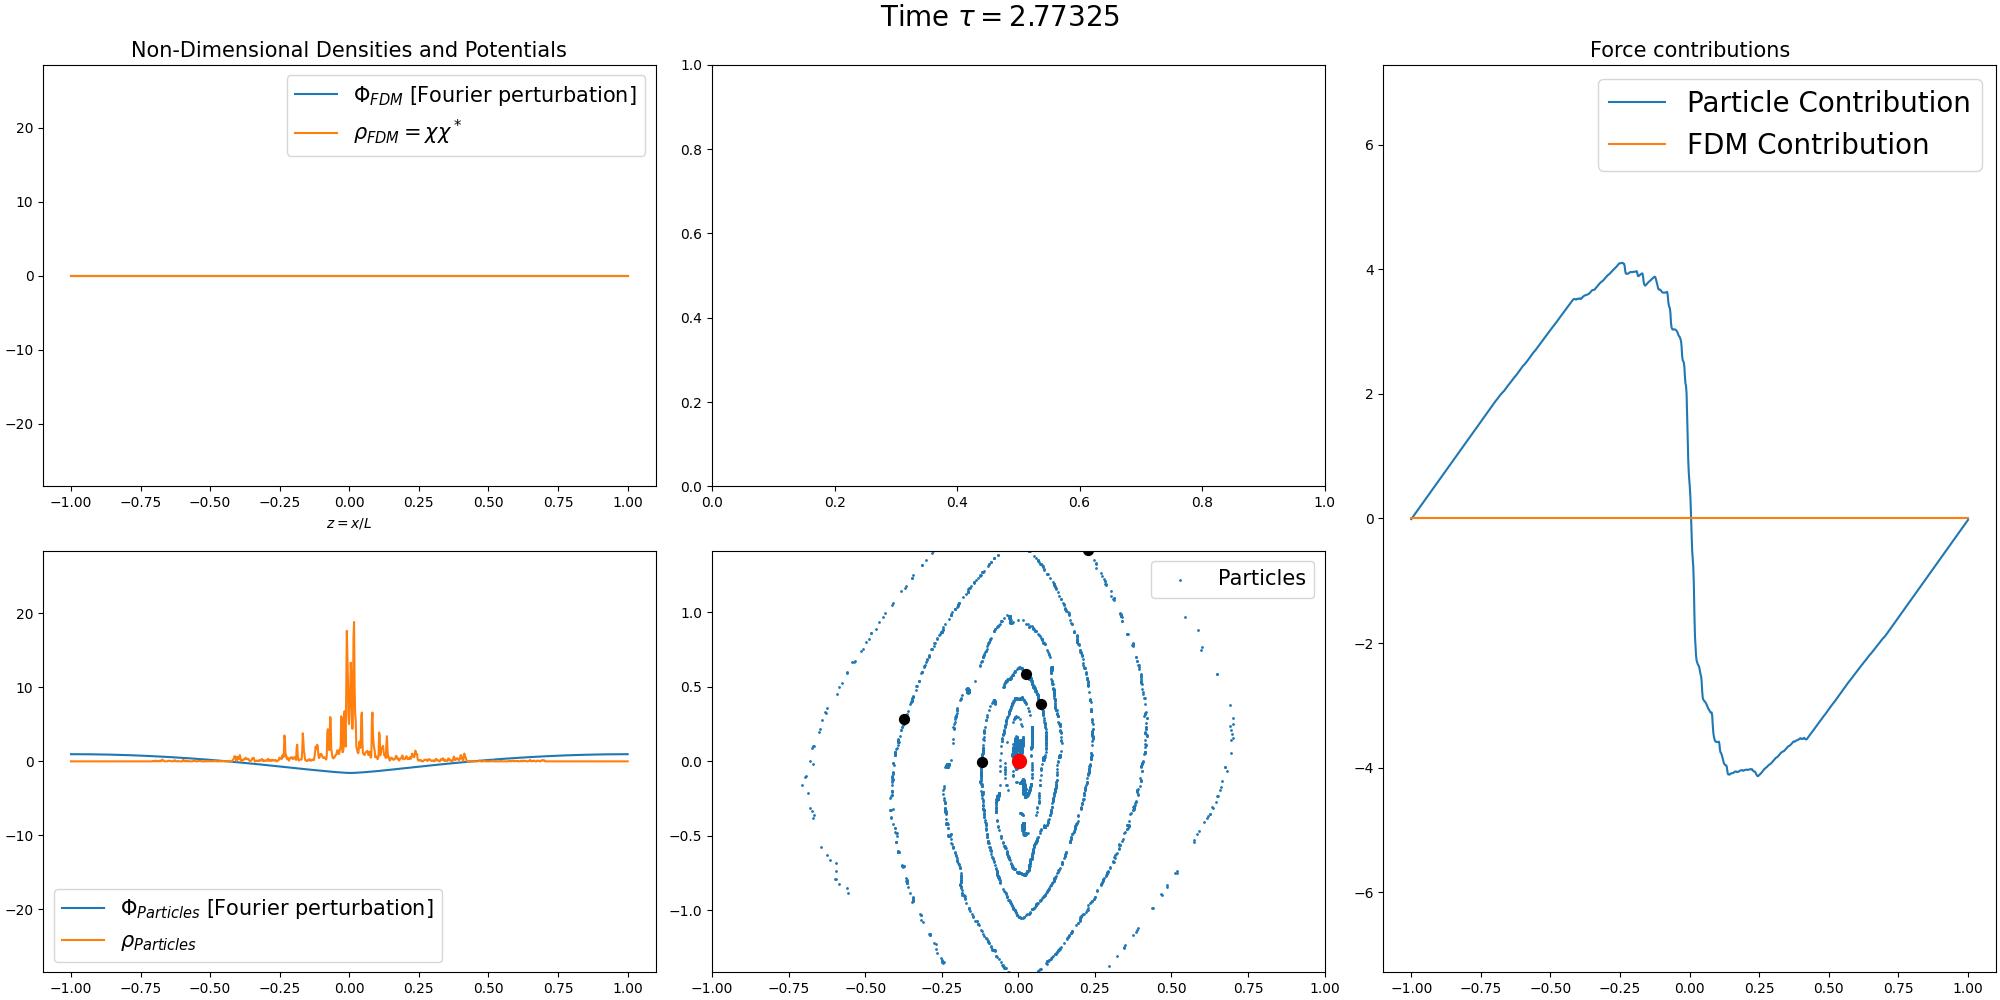 Time τ = 2.77325
Non-Dimensional Densities and Potentials
Φ_FDM [Fourier perturbation]
ρ_FDM = χχ*
20
10
0
−10
−20
−1.00 −0.75 −0.50 −0.25 0.00 0.25 0.50 0.75 1.00
z = x/L
1.0
0.8
0.6
0.4
0.2
0.0
0.0 0.2 0.4 0.6 0.8 1.0
Force contributions
Particle Contribution
FDM Contribution
6
4
2
0
−2
−4
−6
−1.00 −0.75 −0.50 −0.25 0.00 0.25 0.50 0.75 1.00
20
10
0
−10
−20
Φ_Particles [Fourier perturbation]
ρ_Particles
−1.00 −0.75 −0.50 −0.25 0.00 0.25 0.50 0.75 1.00
Particles
1.0
0.5
0.0
−0.5
−1.0
−1.00 −0.75 −0.50 −0.25 0.00 0.25 0.50 0.75 1.00